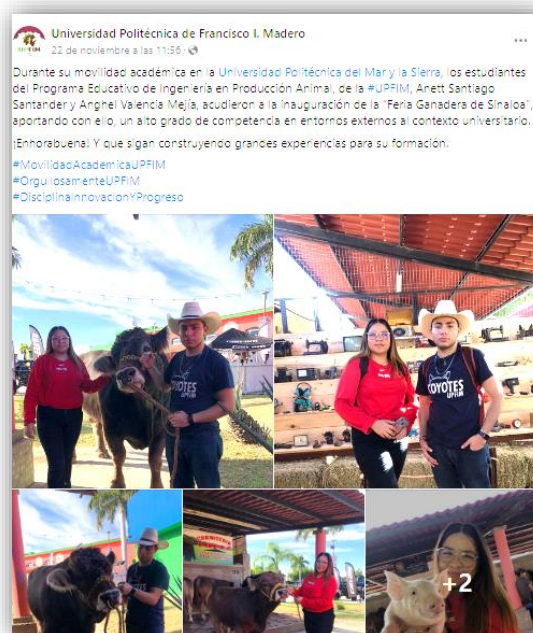 Universidad Politécnica de Francisco I. Madero
22 de noviembre a las 11:56 ·
Durante su movilidad académica en la Universidad Politécnica del Mar y la Sierra, los estudiantes
del Programa Educativo de Ingeniería en Producción Animal, de la #UPFIM, Anett Santiago
Santander y Anghel Valencia Mejía, acudieron a la inauguración de la "Feria Ganadera de Sinaloa",
aportando con ello, un alto grado de competencia en entornos externos al contexto universitario.
¡Enhorabuena! Y que sigan construyendo grandes experiencias para su formación.
#MovilidadAcademicaUPFIM
#OrgullosamenteUPFIM
#DisciplinaInnovacionYProgreso
COYOTES
UPFIM
COYOTES
UPFIM
+2